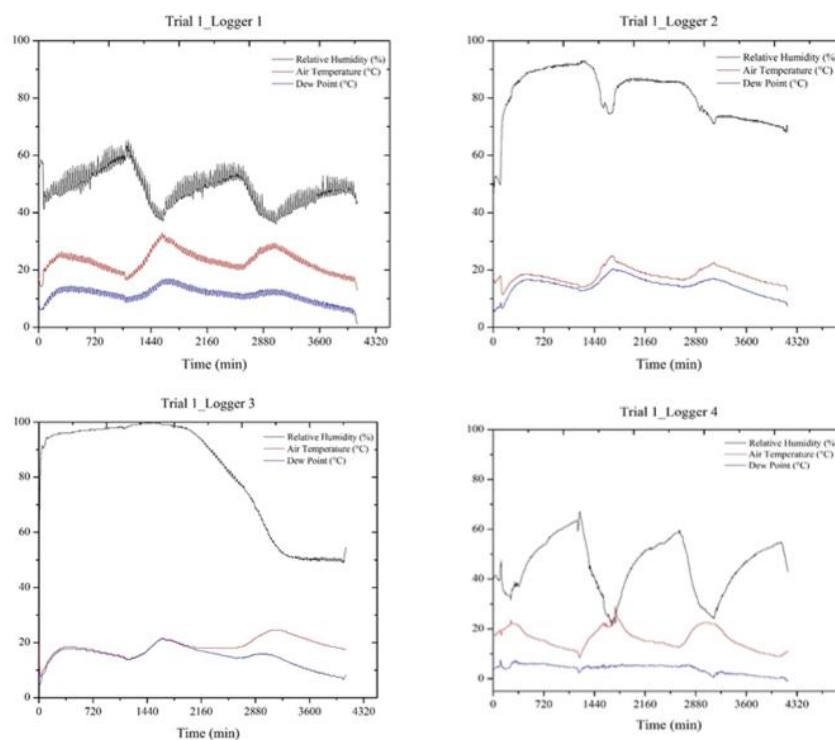 Trial 1_Logger 1
100
80
60
40
20
0
Relative Humidity (%)
Air Temperature (°C)
Dew Point (°C)
0 720 1440 2160 2880 3600 4320
Time (min)
Trial 1_Logger 2
100
80
60
40
20
0
Relative Humidity (%)
Air Temperature (°C)
Dew Point (°C)
0 720 1440 2160 2880 3600 4320
Time (min)
Trial 1_Logger 3
100
80
60
40
20
0
Relative Humidity (%)
Air Temperature (°C)
Dew Point (°C)
0 720 1440 2160 2880 3600 4320
Time (min)
Trial 1_Logger 4
100
80
60
40
20
0
Relative Humidity (%)
Air Temperature (°C)
Dew Point (°C)
0 720 1440 2160 2880 3600 4320
Time (min)